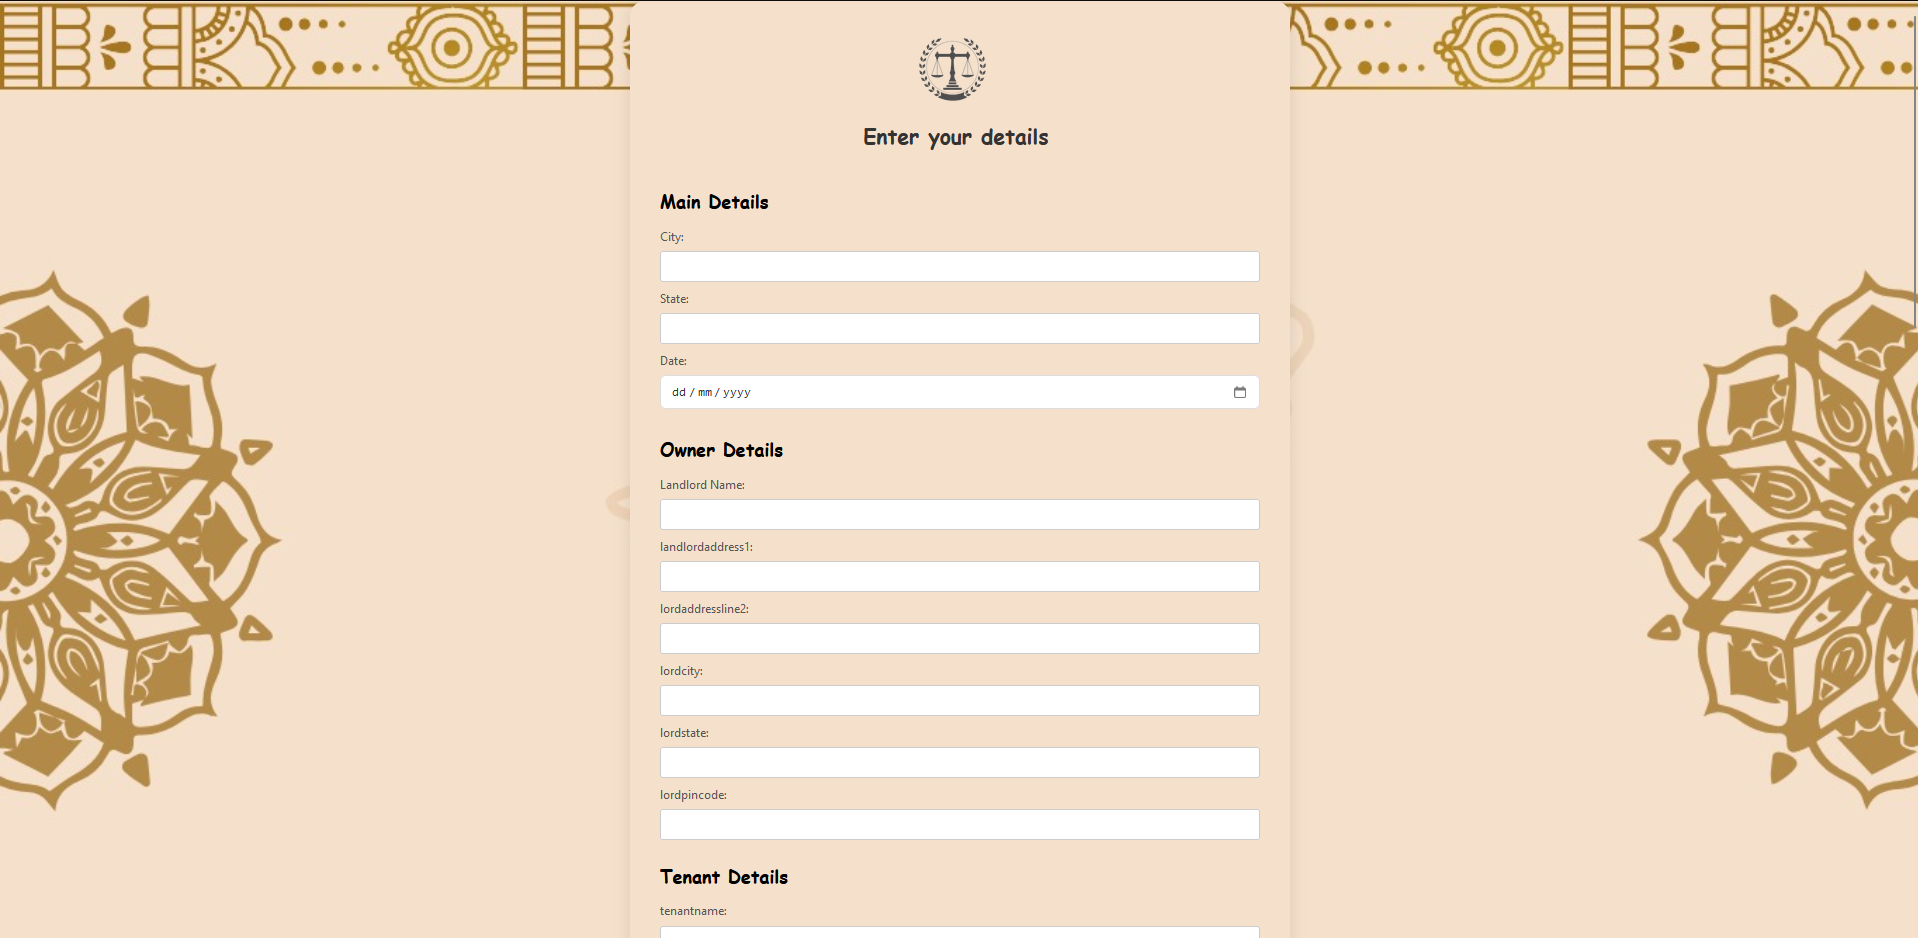 Enter your details
Main Details
City:
State:
Date:
dd / mm / yyyy
Owner Details
Landlord Name:
landlordaddress1:
lordaddressline2:
lordcity:
lordstate:
lordpincode:
Tenant Details
tenantname: